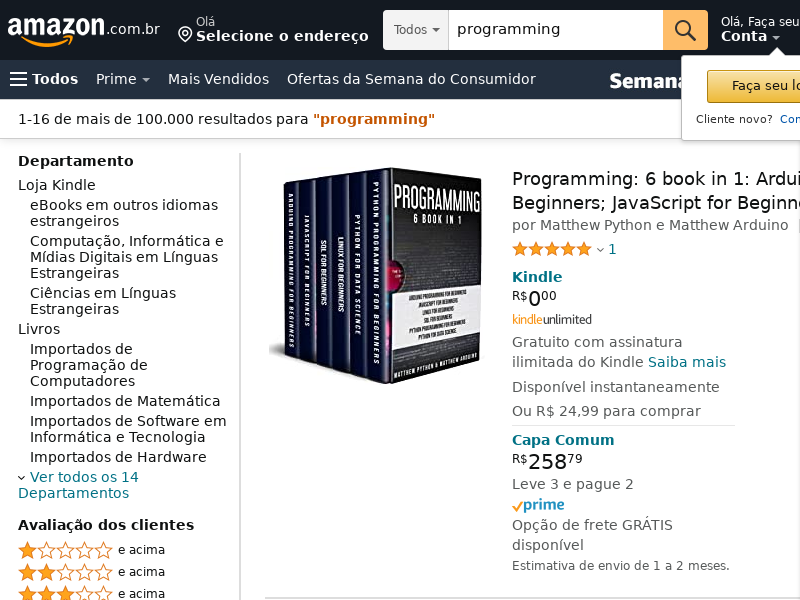 amazon.com.br
Olá
Selecione o endereço
Todos
programming
Olá, Faça seu
Conta
Todos
Prime
Mais Vendidos
Ofertas da Semana do Consumidor
Semana
Faça seu lo
Cliente novo? Con
1-16 de mais de 100.000 resultados para "programming"
Departamento
Loja Kindle
eBooks em outros idiomas
estrangeiros
Computação, Informática e
Mídias Digitais em Línguas
Estrangeiras
Ciências em Línguas
Estrangeiras
Livros
Importados de
Programação de
Computadores
Importados de Matemática
Importados de Software em
Informática e Tecnologia
Importados de Hardware
Ver todos os 14
Departamentos
Avaliação dos clientes
e acima
e acima
e acima
ARDUINO PROGRAMMING FOR BEGINNERS
JAVASCRIPT FOR BEGINNERS
SQL FOR BEGINNERS
LINUX FOR BEGINNERS
PYTHON FOR DATA SCIENCE
PYTHON PROGRAMMING FOR BEGINNERS
PROGRAMMING
6 BOOK IN 1
ARDUINO PROGRAMMING FOR BEGINNERS
JAVASCRIPT FOR BEGINNERS
LINUX FOR BEGINNERS
SQL FOR BEGINNERS
PYTHON PROGRAMMING FOR BEGINNERS
PYTHON FOR DATA SCIENCE
MATTHEW PYTHON & MATTHEW ARDUINO
Programming: 6 book in 1: Ardui
Beginners; JavaScript for Beginne
por Matthew Python e Matthew Arduino |
1
Kindle
R$000
kindleunlimited
Gratuito com assinatura
ilimitada do Kindle Saiba mais
Disponível instantaneamente
Ou R$ 24,99 para comprar
Capa Comum
R$25879
Leve 3 e pague 2
prime
Opção de frete GRÁTIS
disponível
Estimativa de envio de 1 a 2 meses.